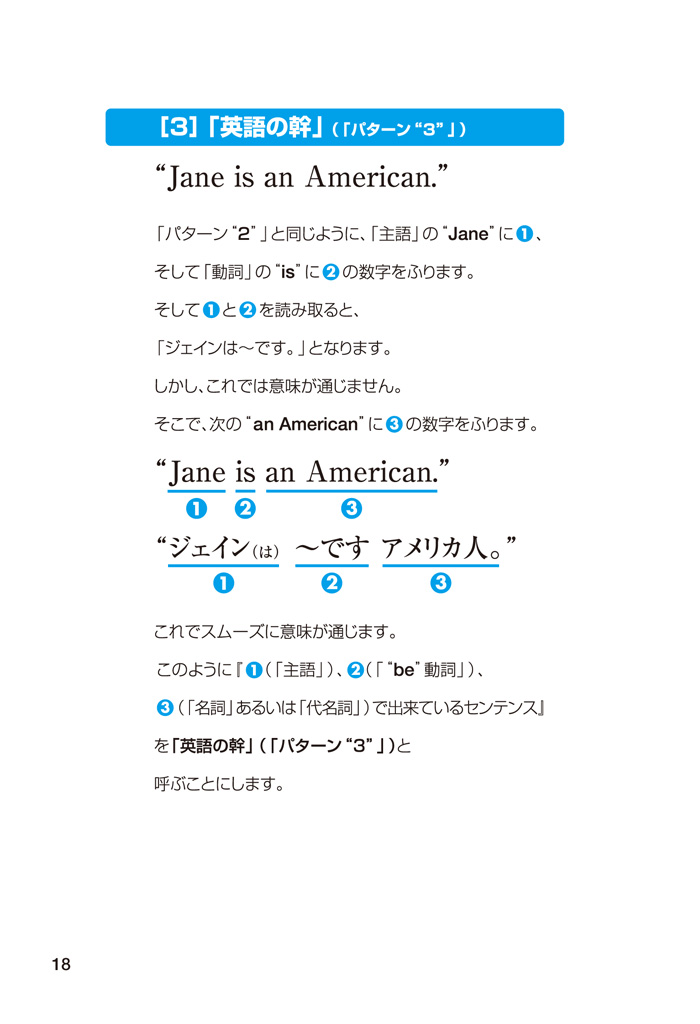 [3]「英語の幹」(「パターン“3”」)
“Jane is an American.”
「パターン“2”」と同じように、「主語」の“Jane”に❶、
そして「動詞」の“is”に❷の数字をふります。
そして❶と❷を読み取ると、
「ジェインは〜です。」となります。
しかし、これでは意味が通じません。
そこで、次の“an American”に❸の数字をふります。
“Jane is an American.”
❶ ❷ ❸
“ジェイン(は) 〜です アメリカ人。”
❶ ❷ ❸
これでスムーズに意味が通じます。
このように『❶(「主語」)、❷(「“be”動詞」)、
❸(「名詞」あるいは「代名詞」)で出来ているセンテンス』
を「英語の幹」(「パターン“3”」)と
呼ぶことにします。
18